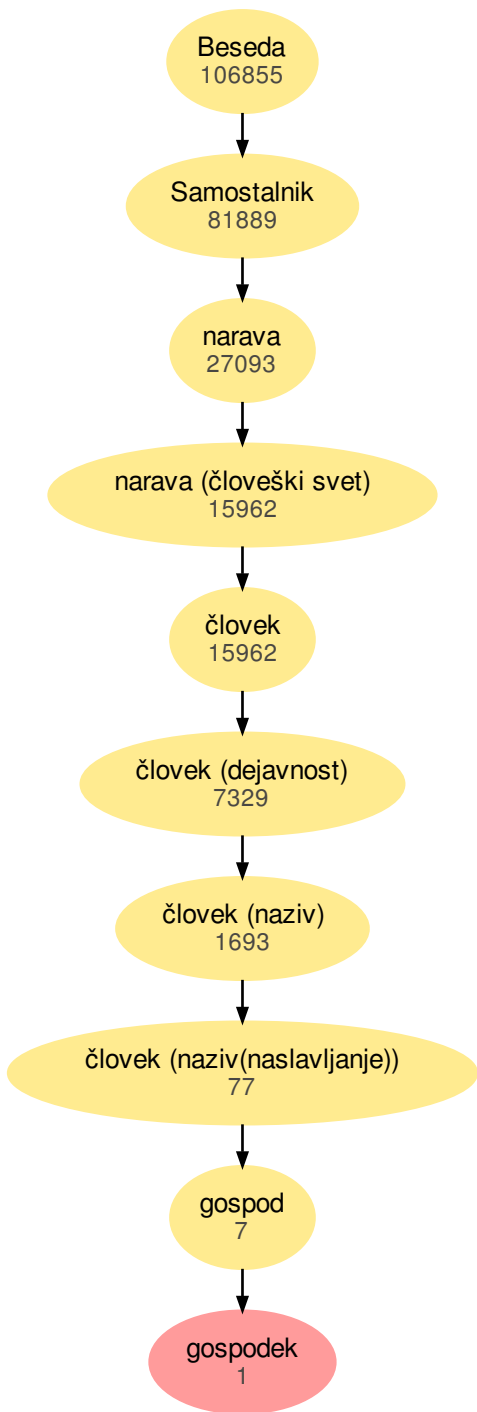 Beseda
106855
Samostalnik
81889
narava
27093
narava (človeški svet)
15962
človek
15962
človek (dejavnost)
7329
človek (naziv)
1693
človek (naziv(naslavljanje))
77
gospod
7
gospodek
1